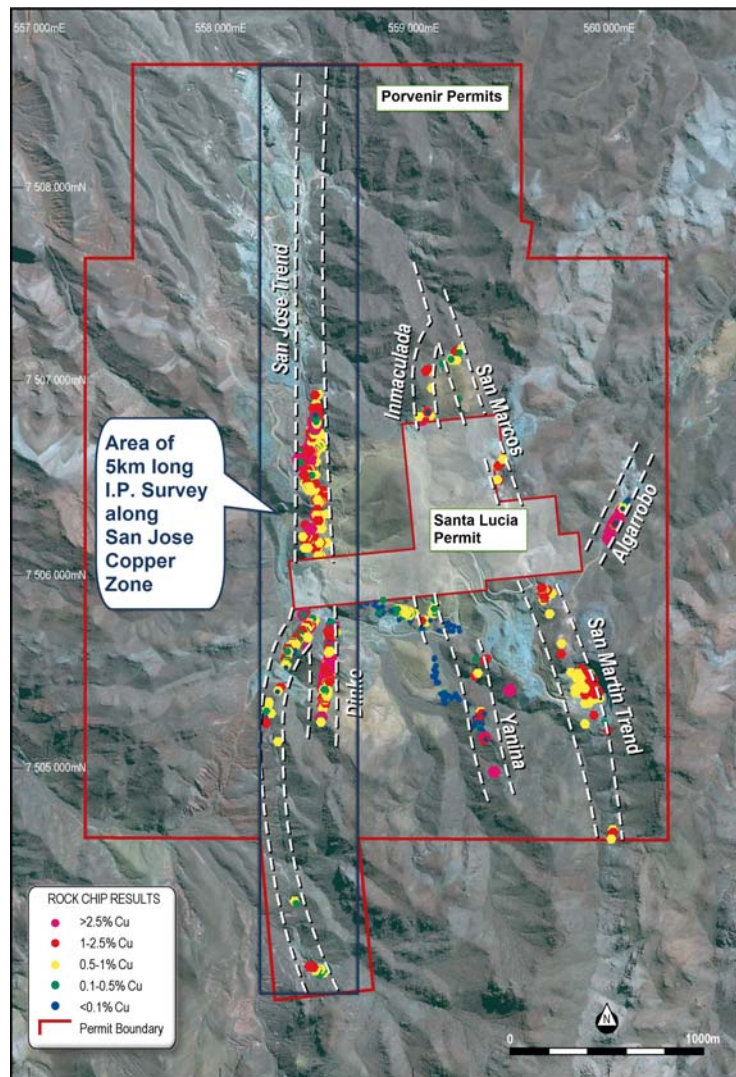 557 000mE
558 000mE
559 000mE
560 000mE
Porvenir Permits
7 508 000mN
San Jose Trend
Inmaculada
San Marcos
7 507 000mN
Area of
5km long
I.P. Survey
along
San Jose
Copper
Zone
Santa Lucia
Permit
Algarrobo
7 506 000mN
San Martin Trend
Dinko
Yanina
7 505 000mN
ROCK CHIP RESULTS
>2.5% Cu
1-2.5% Cu
0.5-1% Cu
0.1-0.5% Cu
<0.1% Cu
Permit Boundary
N
0
1000m